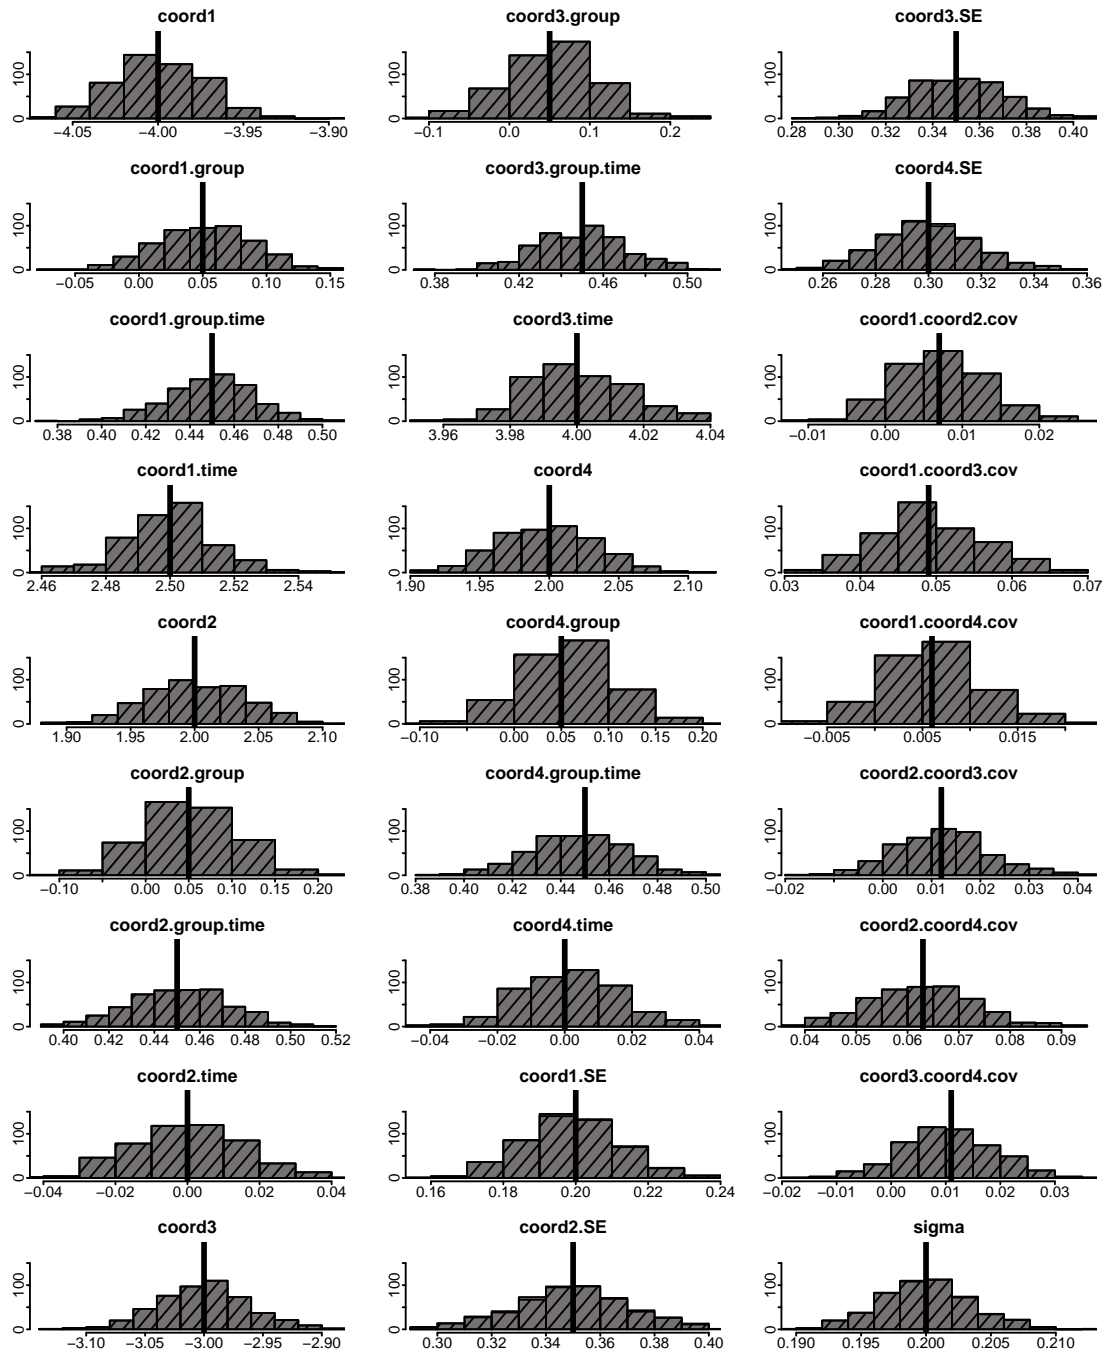 coord1 coord3.group coord3.SE
0 100 0 100 0 100
−4.05 −4.00 −3.95 −3.90 −0.1 0.0 0.1 0.2 0.28 0.30 0.32 0.34 0.36 0.38 0.40
coord1.group coord3.group.time coord4.SE
0 100 0 100 0 100
−0.05 0.00 0.05 0.10 0.15 0.38 0.42 0.46 0.50 0.26 0.28 0.30 0.32 0.34 0.36
coord1.group.time coord3.time coord1.coord2.cov
0 100 0 100 0 100
0.38 0.40 0.42 0.44 0.46 0.48 0.50 3.96 3.98 4.00 4.02 4.04 −0.01 0.00 0.01 0.02
coord1.time coord4 coord1.coord3.cov
0 100 0 100 0 100
2.46 2.48 2.50 2.52 2.54 1.90 1.95 2.00 2.05 2.10 0.03 0.04 0.05 0.06 0.07
coord2 coord4.group coord1.coord4.cov
0 100 0 100 0 100
1.90 1.95 2.00 2.05 2.10 −0.10 0.00 0.05 0.10 0.15 0.20 −0.005 0.005 0.015
coord2.group coord4.group.time coord2.coord3.cov
0 100 0 100 0 100
−0.10 0.00 0.05 0.10 0.15 0.20 0.38 0.40 0.42 0.44 0.46 0.48 0.50 −0.02 0.00 0.01 0.02 0.03 0.04
coord2.group.time coord4.time coord2.coord4.cov
0 100 0 100 0 100
0.40 0.42 0.44 0.46 0.48 0.50 0.52 −0.04 −0.02 0.00 0.02 0.04 0.04 0.05 0.06 0.07 0.08 0.09
coord2.time coord1.SE coord3.coord4.cov
0 100 0 100 0 100
−0.04 −0.02 0.00 0.02 0.04 0.16 0.18 0.20 0.22 0.24 −0.02 −0.01 0.00 0.01 0.02 0.03
coord3 coord2.SE sigma
0 100 0 100 0 100
−3.10 −3.05 −3.00 −2.95 −2.90 0.30 0.32 0.34 0.36 0.38 0.40 0.190 0.195 0.200 0.205 0.210